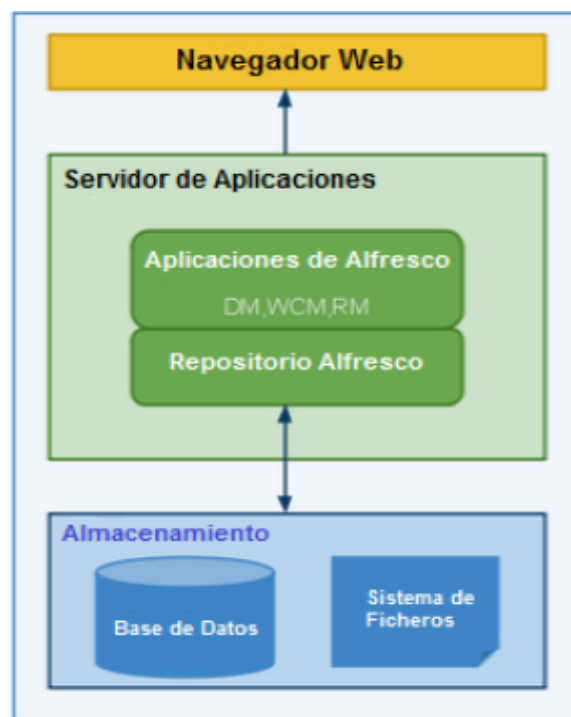 Navegador Web
Servidor de Aplicaciones
Aplicaciones de Alfresco
DM,WCM,RM
Repositorio Alfresco
Almacenamiento
Base de Datos
Sistema de
Ficheros